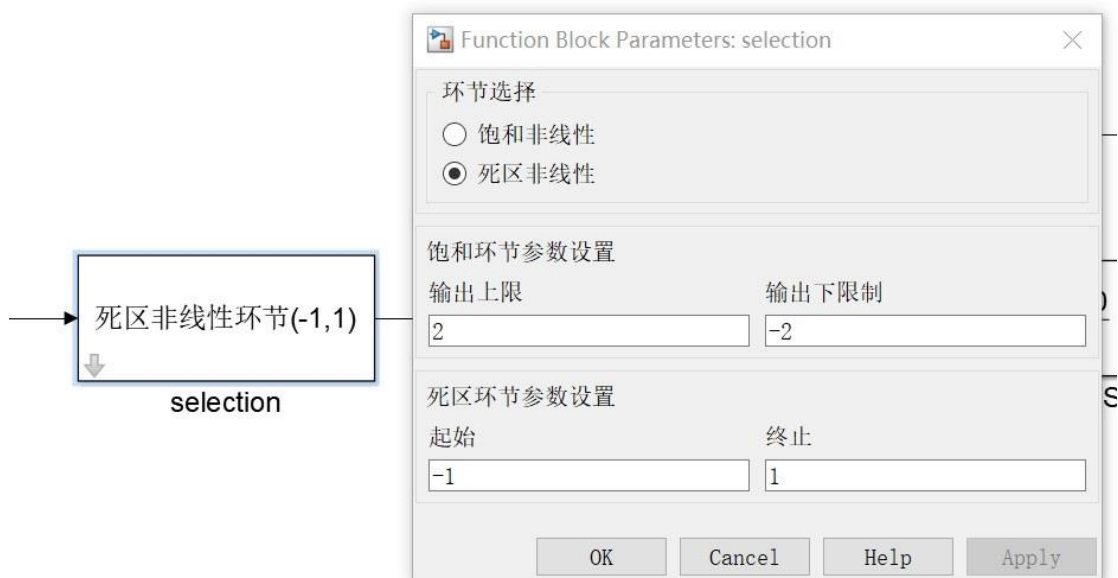 Function Block Parameters: selection
环节选择
饱和非线性
死区非线性
饱和环节参数设置
输出上限 输出下限制
2 -2
死区环节参数设置
起始 终止
-1 1
OK Cancel Help Apply
死区非线性环节(-1,1)
selection
S